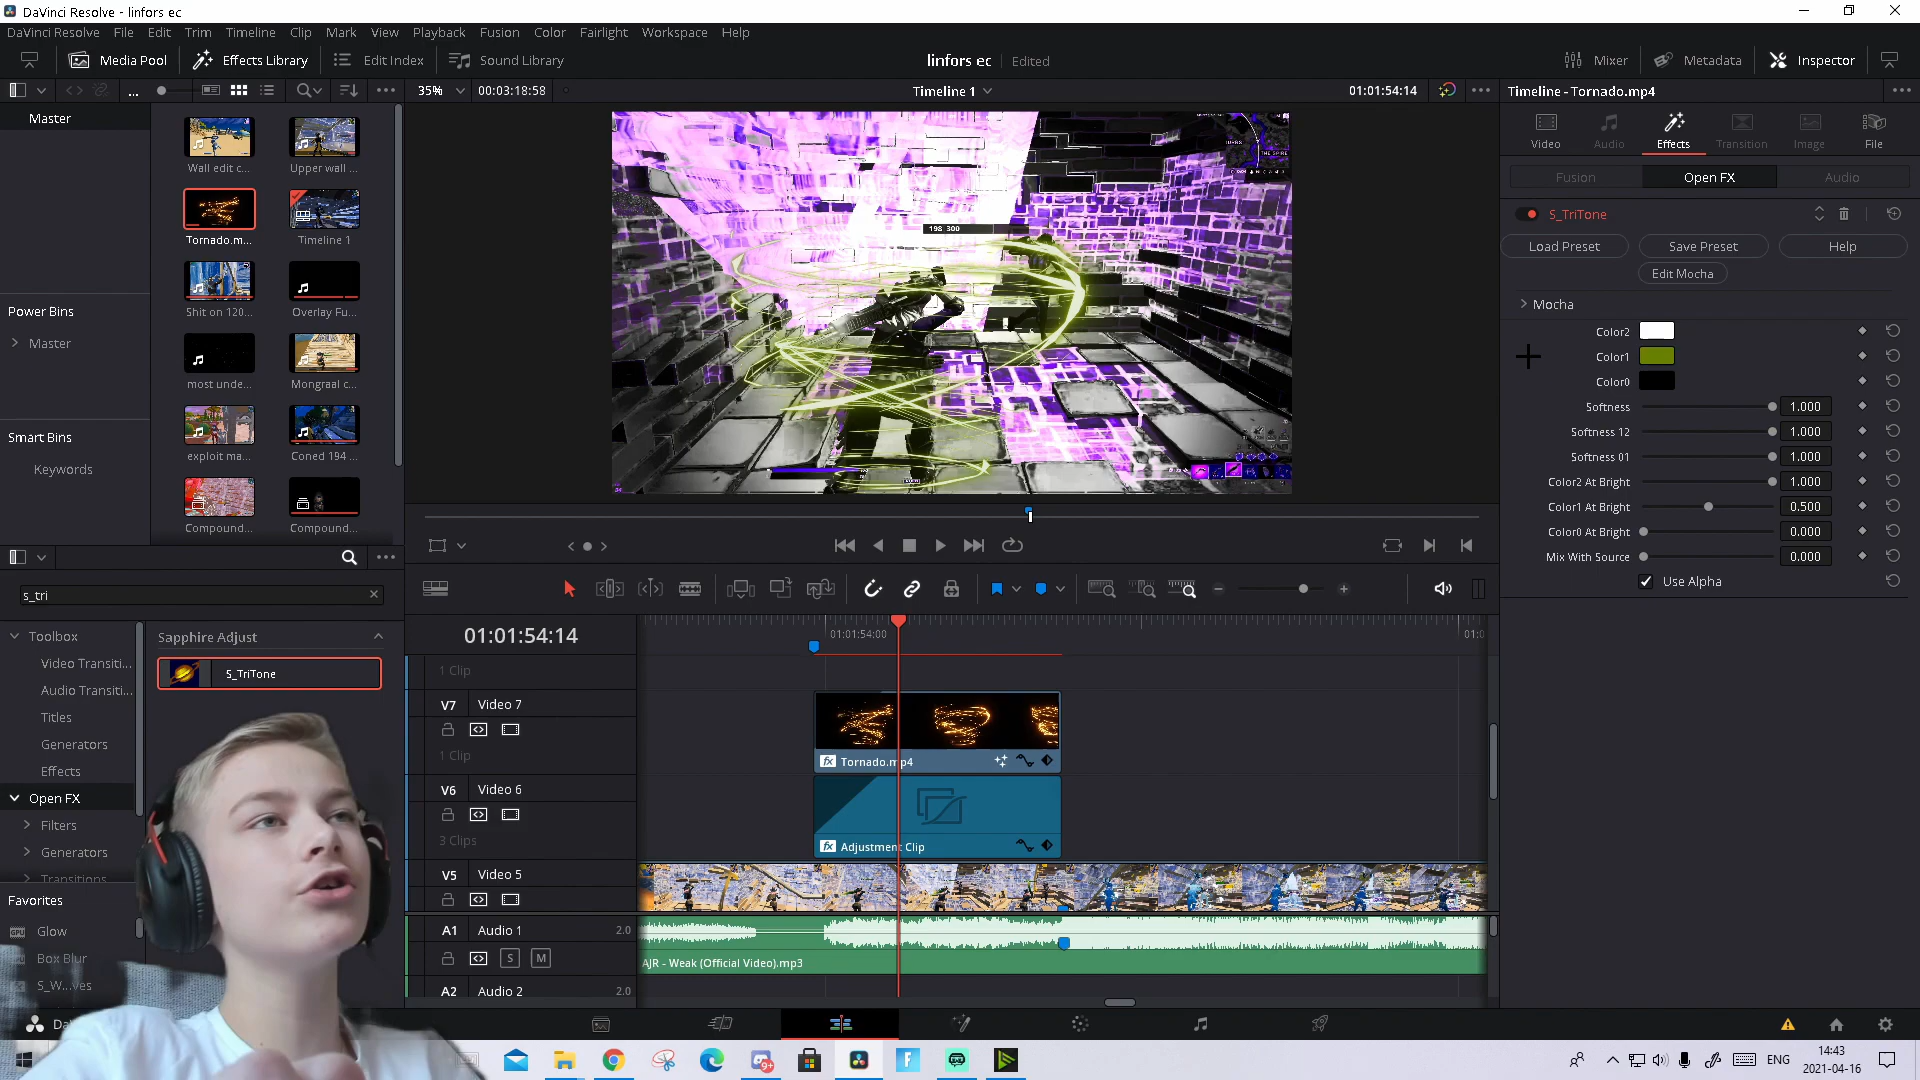 DaVinci Resolve - linfors ec
DaVinci Resolve File Edit Trim Timeline Clip Mark View Playback Fusion Color Fairlight Workspace Help
Media Pool Effects Library Edit Index Sound Library
linfors ec Edited
Mixer Metadata Inspector
... 35% 00:03:18:58 Timeline 1 01:01:54:14
Timeline - Tornado.mp4
Master
Wall edit c... Upper wall ...
Tornado.m... Timeline 1
Shit on 120... Overlay Fu...
most unde... Mongraal c...
exploit ma... Coned 194 ...
Compound... Compound...
Power Bins
Master
Smart Bins
Keywords
THE SPIRE
198 300
Video Audio Effects Transition Image File
Fusion Open FX Audio
S_TriTone
Load Preset Save Preset Help
Edit Mocha
Mocha
Color2
Color1
Color0
Softness 1.000
Softness 12 1.000
Softness 01 1.000
Color2 At Bright 1.000
Color1 At Bright 0.500
Color0 At Bright 0.000
Mix With Source 0.000
Use Alpha
s_tri
Toolbox
Video Transiti...
Audio Transiti...
Titles
Generators
Effects
Open FX
Filters
Generators
Transitions
Favorites
Glow
Box Blur
S_W...ves
Da
Sapphire Adjust
S_TriTone
01:01:54:14
01:01:54:00
01:0
1 Clip
V7 Video 7
1 Clip
Tornado.mp4
V6 Video 6
3 Clips
Adjustment Clip
V5 Video 5
A1 Audio 1 2.0
S M
AJR - Weak (Official Video).mp3
A2 Audio 2 2.0
9+
ENG
14:43
2021-04-16